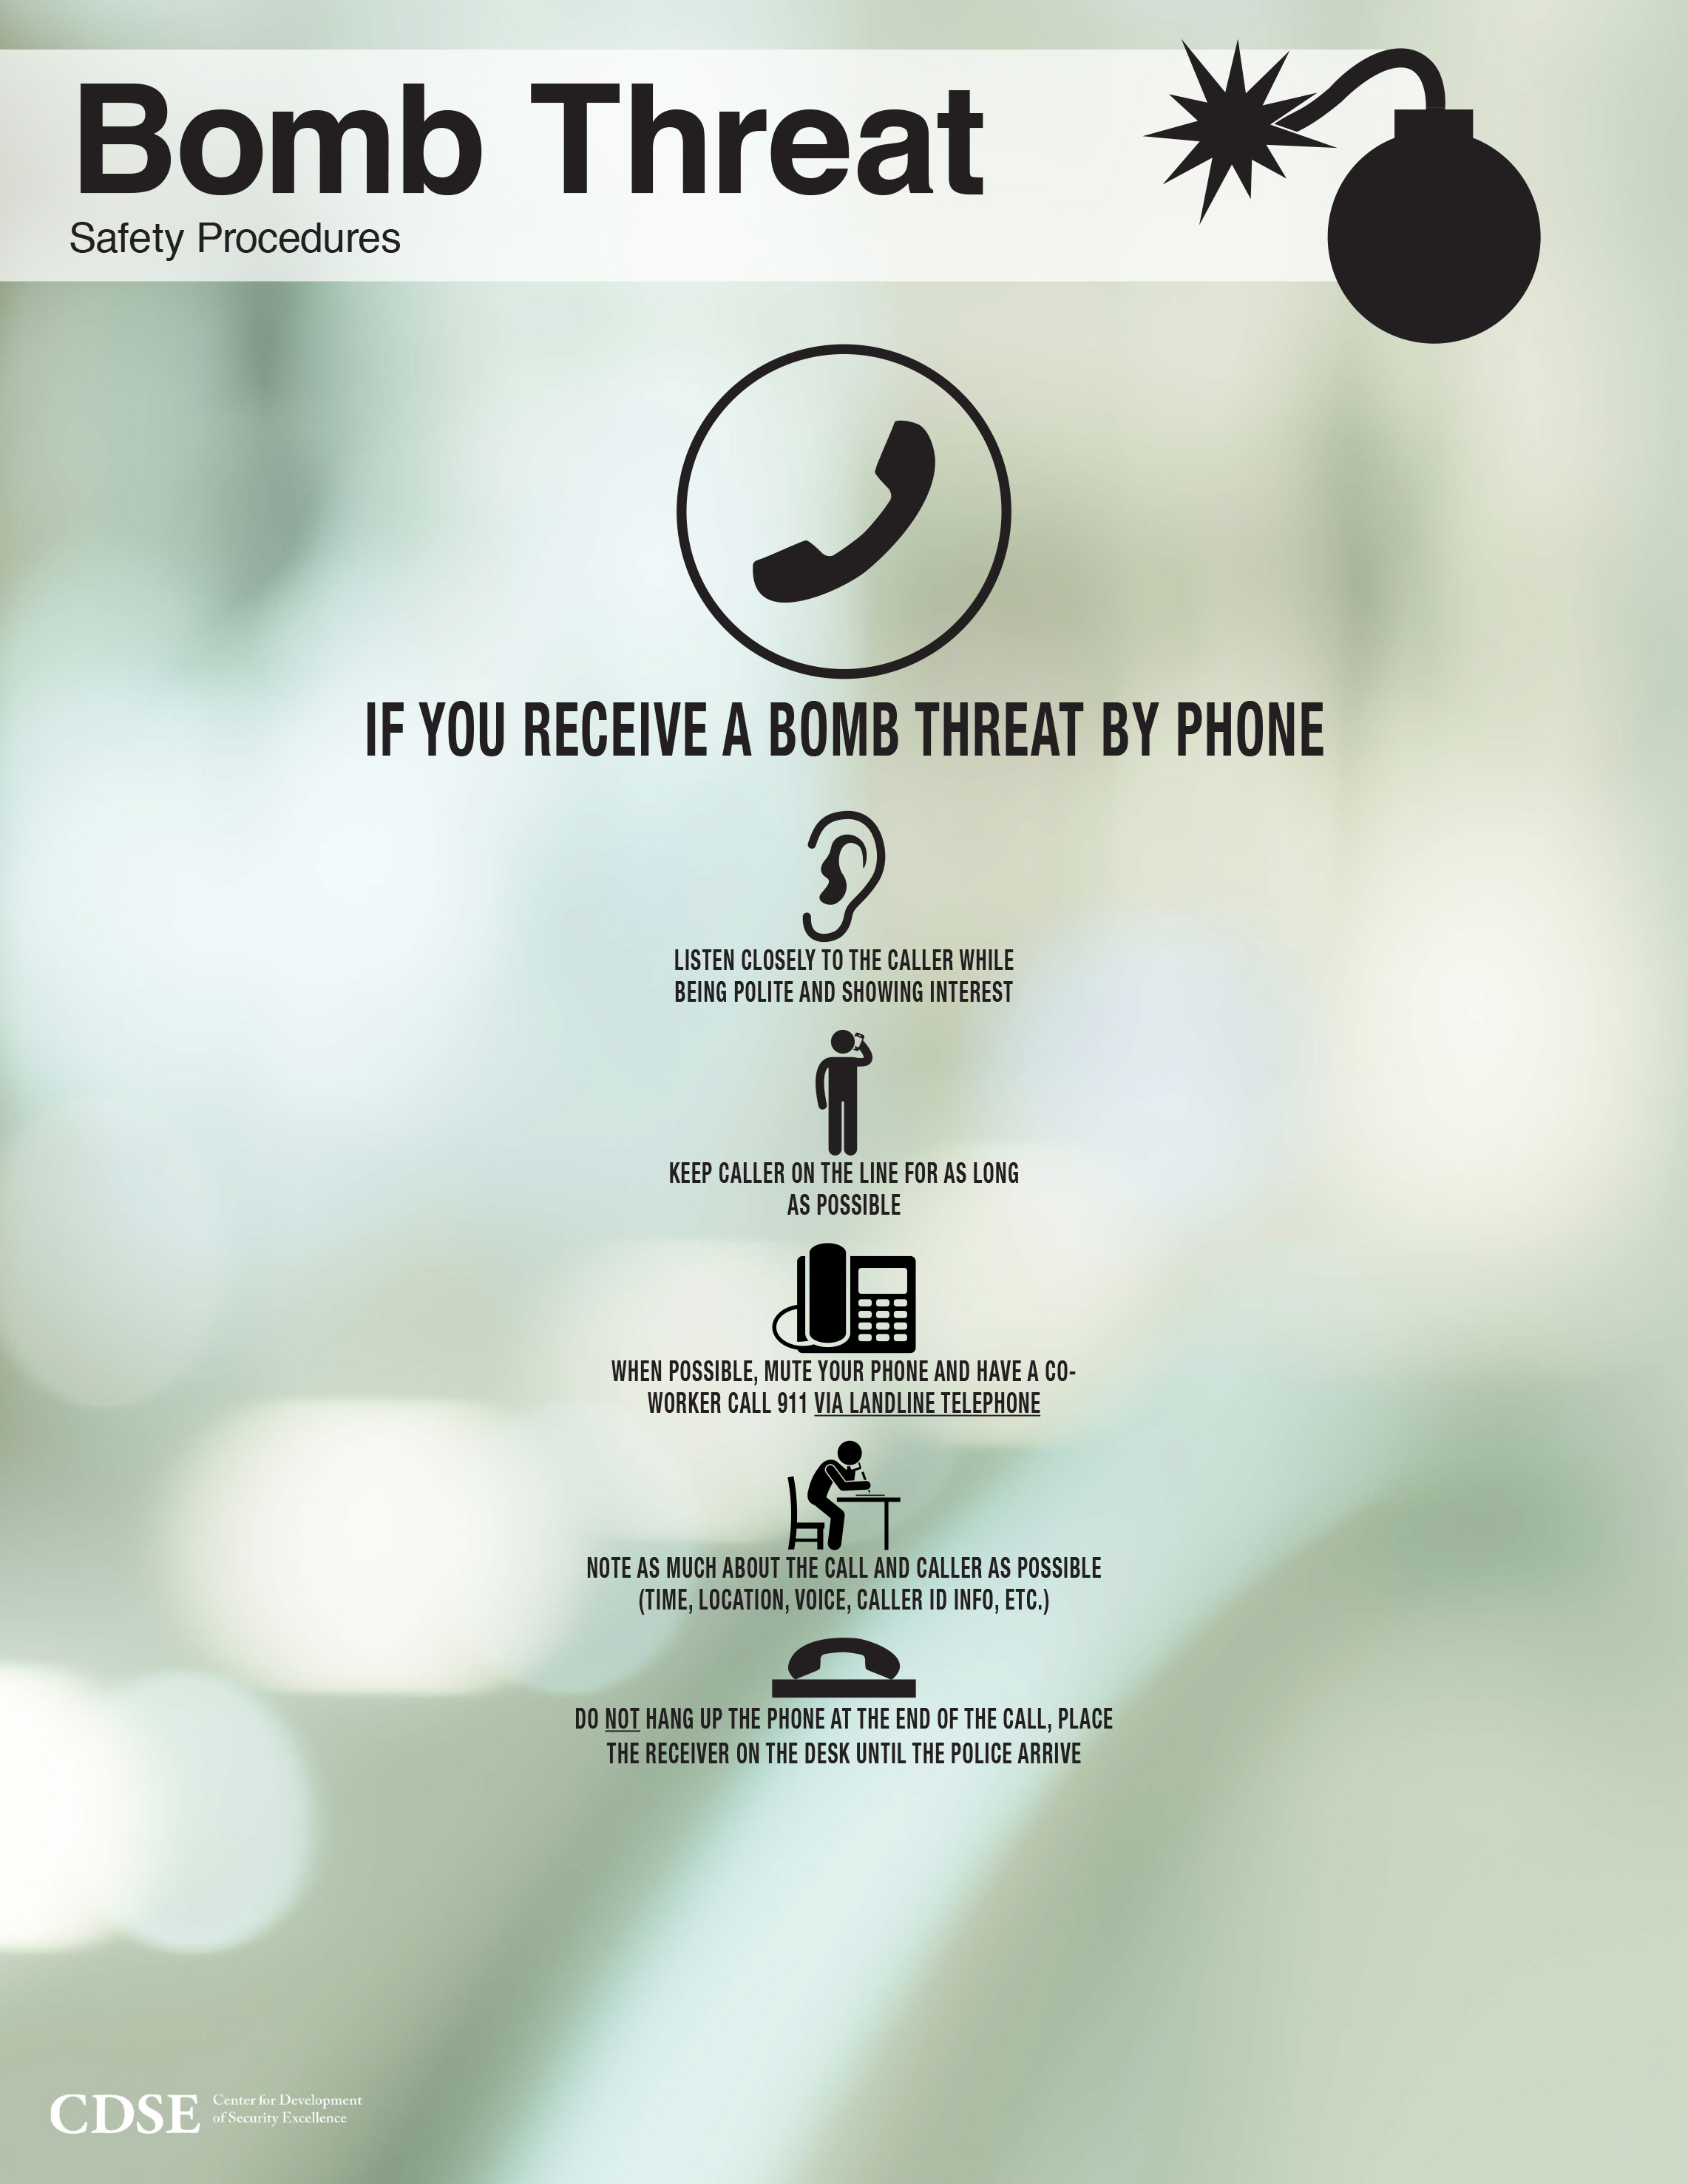 Bomb Threat
Safety Procedures
IF YOU RECEIVE A BOMB THREAT BY PHONE
LISTEN CLOSELY TO THE CALLER WHILE
BEING POLITE AND SHOWING INTEREST
KEEP CALLER ON THE LINE FOR AS LONG
AS POSSIBLE
WHEN POSSIBLE, MUTE YOUR PHONE AND HAVE A CO-
WORKER CALL 911 VIA LANDLINE TELEPHONE
NOTE AS MUCH ABOUT THE CALL AND CALLER AS POSSIBLE
(TIME, LOCATION, VOICE, CALLER ID INFO, ETC.)
DO NOT HANG UP THE PHONE AT THE END OF THE CALL, PLACE
THE RECEIVER ON THE DESK UNTIL THE POLICE ARRIVE
CDSE
Center for Development
of Security Excellence